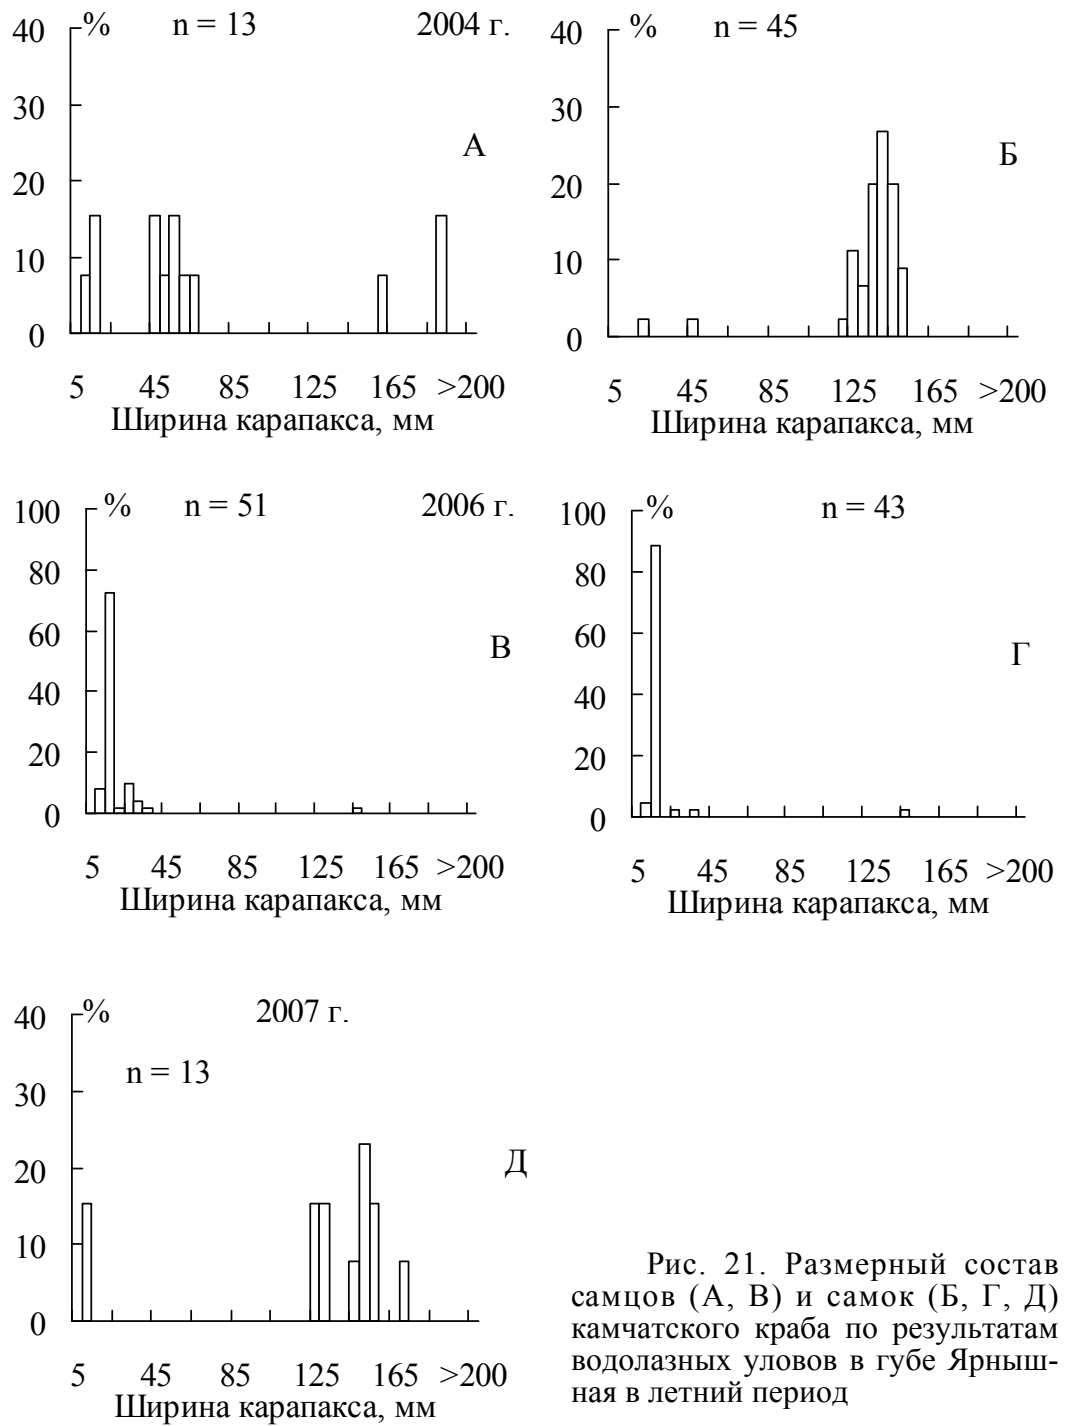 % n = 13 2004 г.
40
30
20
10
0
А
5 45 85 125 165 >200
Ширина карапакса, мм
% n = 45
40
30
20
10
0
Б
5 45 85 125 165 >200
Ширина карапакса, мм
% n = 51 2006 г.
100
80
60
40
20
0
В
5 45 85 125 165 >200
Ширина карапакса, мм
% n = 43
100
80
60
40
20
0
Г
5 45 85 125 165 >200
Ширина карапакса, мм
% 2007 г.
n = 13
40
30
20
10
0
Д
5 45 85 125 165 >200
Ширина карапакса, мм
Рис. 21. Размерный состав
самцов (А, В) и самок (Б, Г, Д)
камчатского краба по результатам
водолазных уловов в губе Ярныш-
ная в летний период